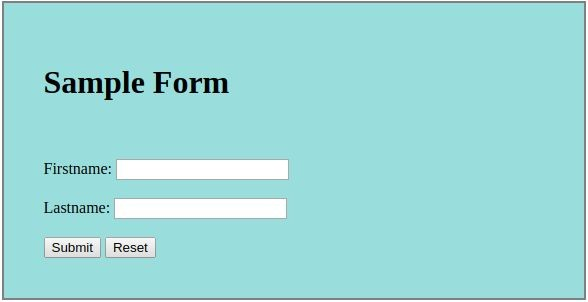 Sample Form
Firstname:
Lastname:
Submit Reset